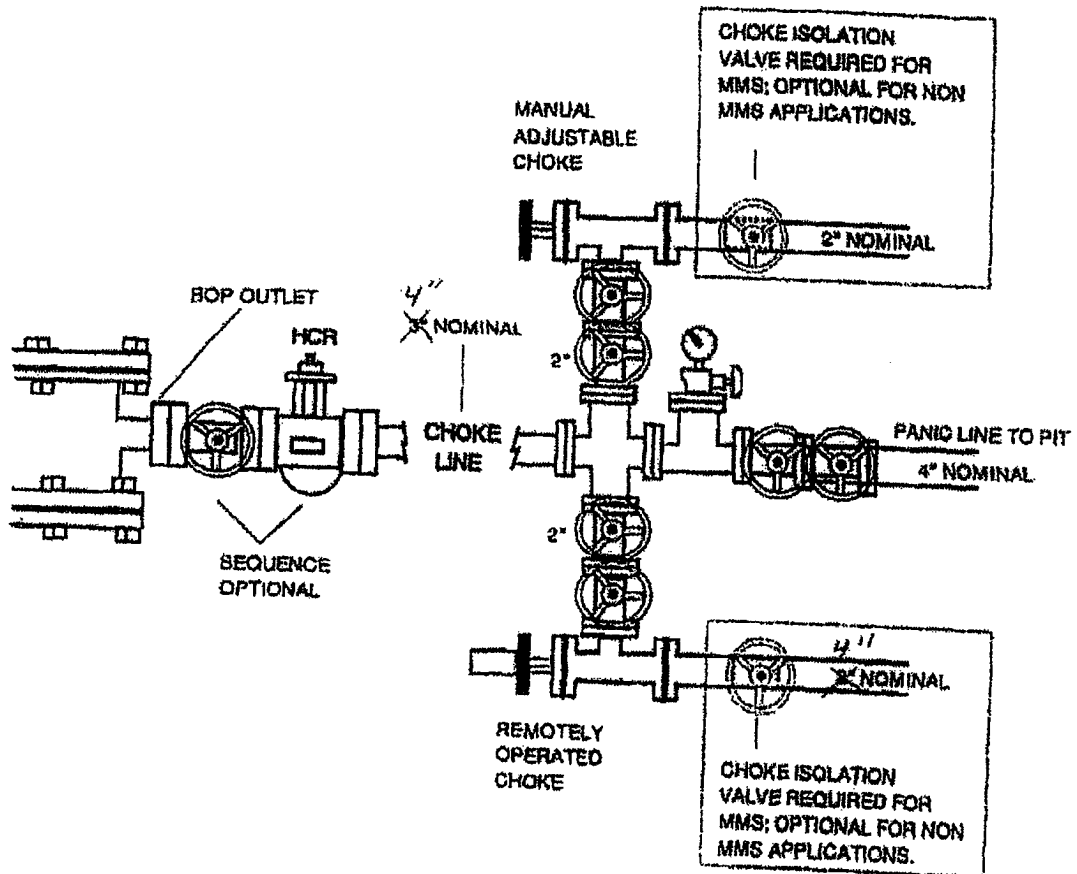 CHOKE ISOLATION
VALVE REQUIRED FOR
MMS; OPTIONAL FOR NON
MMS APPLICATIONS.
MANUAL
ADJUSTABLE
CHOKE
2" NOMINAL
BOP OUTLET
4"
3" NOMINAL
HCR
2"
CHOKE
LINE
PANIC LINE TO PIT
4" NOMINAL
2"
SEQUENCE
OPTIONAL
4"
NOMINAL
REMOTELY
OPERATED
CHOKE
CHOKE ISOLATION
VALVE REQUIRED FOR
MMS; OPTIONAL FOR NON
MMS APPLICATIONS.